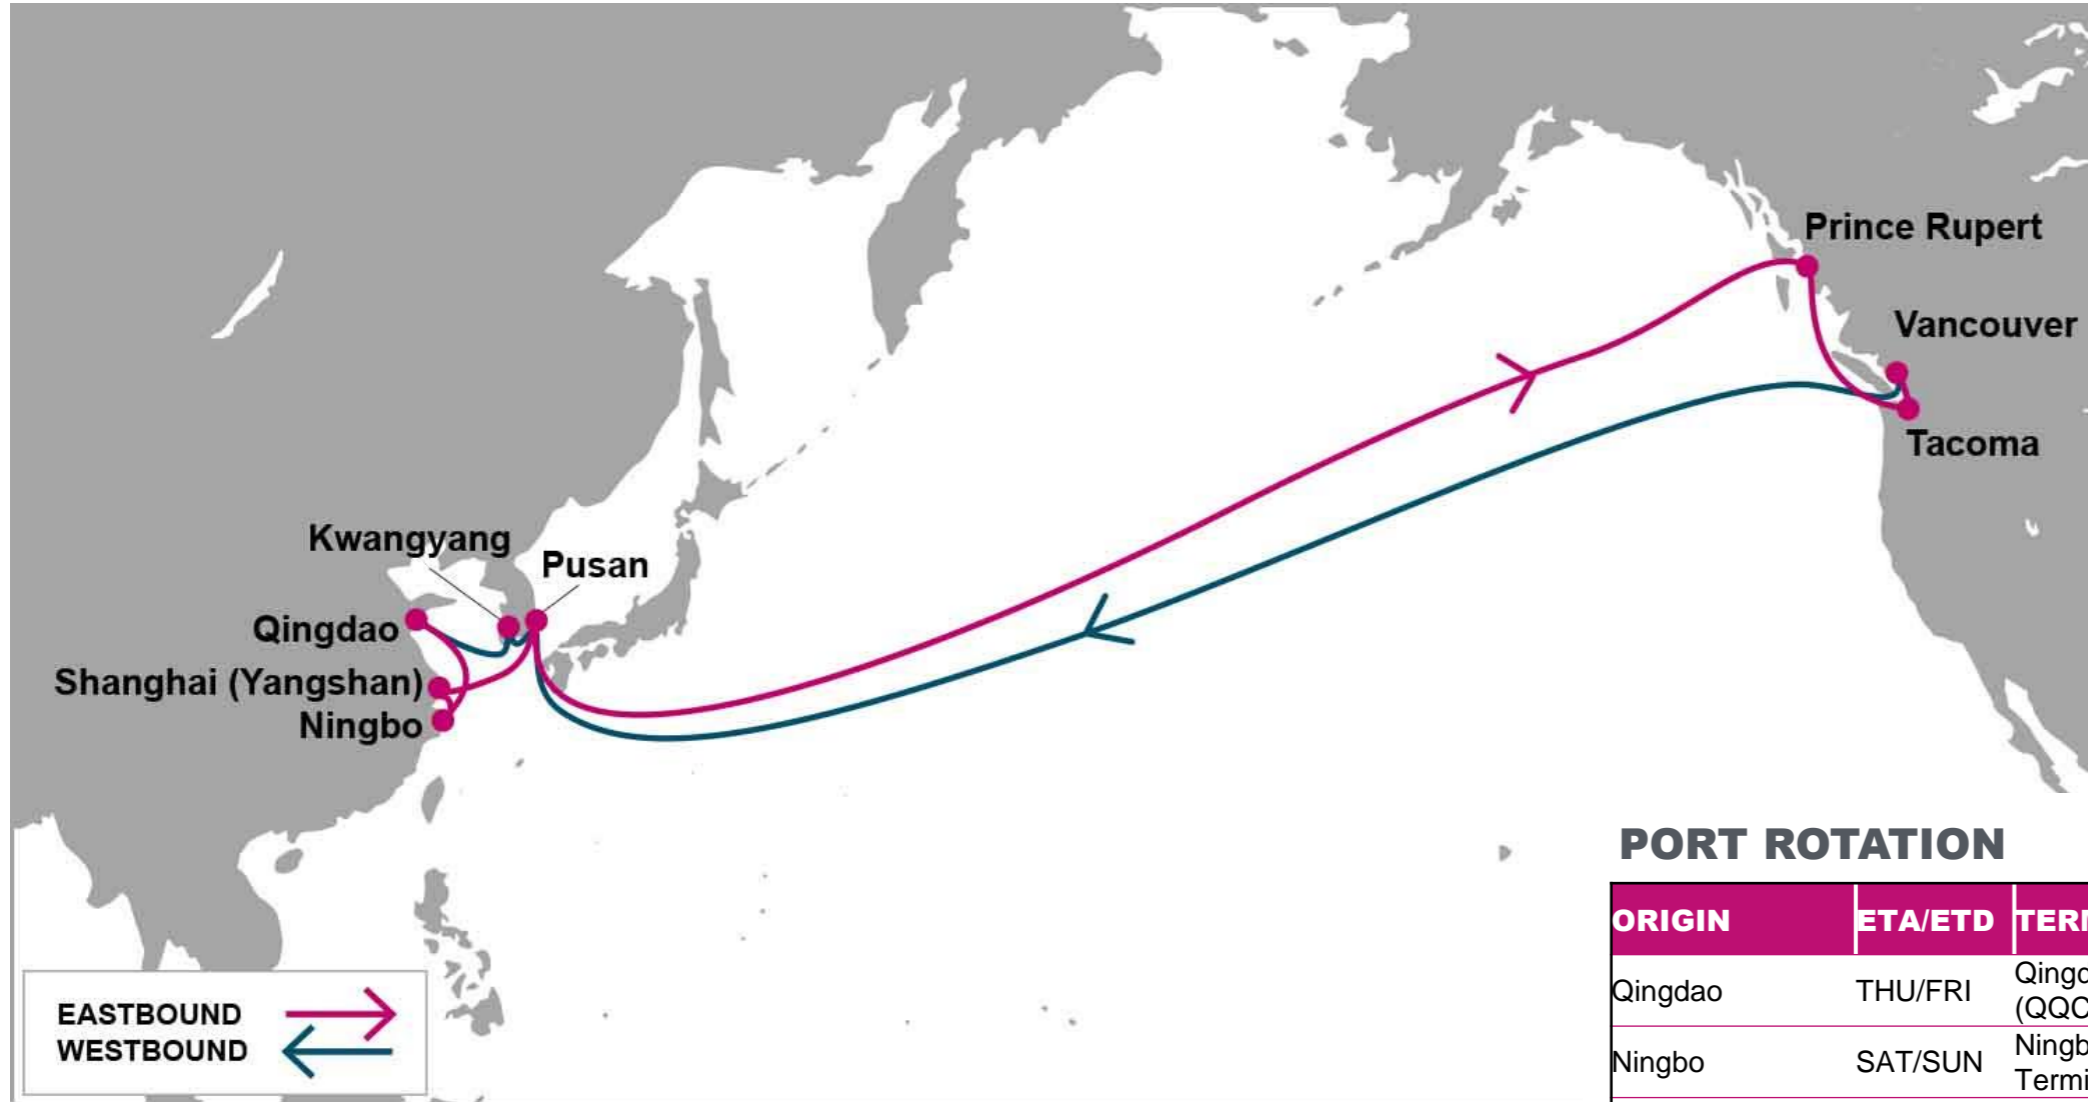 Prince Rupert
Vancouver
Tacoma
Kwangyang
Pusan
Qingdao
Shanghai (Yangshan)
Ningbo
EASTBOUND
WESTBOUND
PORT ROTATION
ORIGIN ETA/ETD
Qingdao THU/FRI
Ningbo SAT/SUN